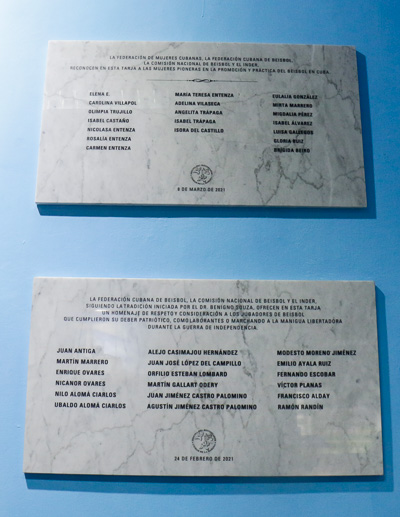 LA FEDERACIÓN DE MUJERES CUBANAS, LA FEDERACIÓN CUBANA DE BEISBOL,
LA COMISIÓN NACIONAL DE BEISBOL Y EL INDER,
RECONOCEN EN ESTA TARJA A LAS MUJERES PIONERAS EN LA PROMOCIÓN Y PRÁCTICA DEL BEISBOL EN CUBA
ELENA E.
CAROLINA VILLAPOL
OLIMPIA TRUJILLO
ISABEL CASTAÑO
NICOLASA ENTENZA
ROSALÍA ENTENZA
CARMEN ENTENZA
MARÍA TERESA ENTENZA
ADELINA VILASECA
ANGELITA TRÁPAGA
ISABEL TRÁPAGA
ISORA DEL CASTILLO
EULALIA GONZÁLEZ
MIRTA MARRERO
MIGDALIA PÉREZ
ISABEL ÁLVAREZ
LUISA GALLEGOS
GLORIA RUIZ
BRÍGIDA BEIRO
8 DE MARZO DE 2021
LA FEDERACIÓN CUBANA DE BEISBOL, LA COMISIÓN NACIONAL DE BEISBOL Y EL INDER,
SIGUIENDO LA TRADICIÓN INICIADA POR EL DR. BENIGNO SOUZA, OFRECEN EN ESTA TARJA
UN HOMENAJE DE RESPETO Y CONSIDERACIÓN A LOS JUGADORES DE BEISBOL
QUE CUMPLIERON SU DEBER PATRIÓTICO, COMO LABORANTES O MARCHANDO A LA MANIGUA LIBERTADORA
DURANTE LA GUERRA DE INDEPENDENCIA
JUAN ANTIGA
MARTÍN MARRERO
ENRIQUE OVARES
NICANOR OVARES
NILO ALOMÁ CIARLOS
UBALDO ALOMÁ CIARLOS
ALEJO CASIMAJOU HERNÁNDEZ
JUAN JOSÉ LÓPEZ DEL CAMPILLO
ORFILIO ESTEBAN LOMBARD
MARTÍN GALLART ODERY
JUAN JIMÉNEZ CASTRO PALOMINO
AGUSTÍN JIMÉNEZ CASTRO PALOMINO
MODESTO MORENO JIMÉNEZ
EMILIO AYALA RUIZ
FERNANDO ESCOBAR
VÍCTOR PLANAS
FRANCISCO ALDAY
RAMÓN RANDÍN
24 DE FEBRERO DE 2021